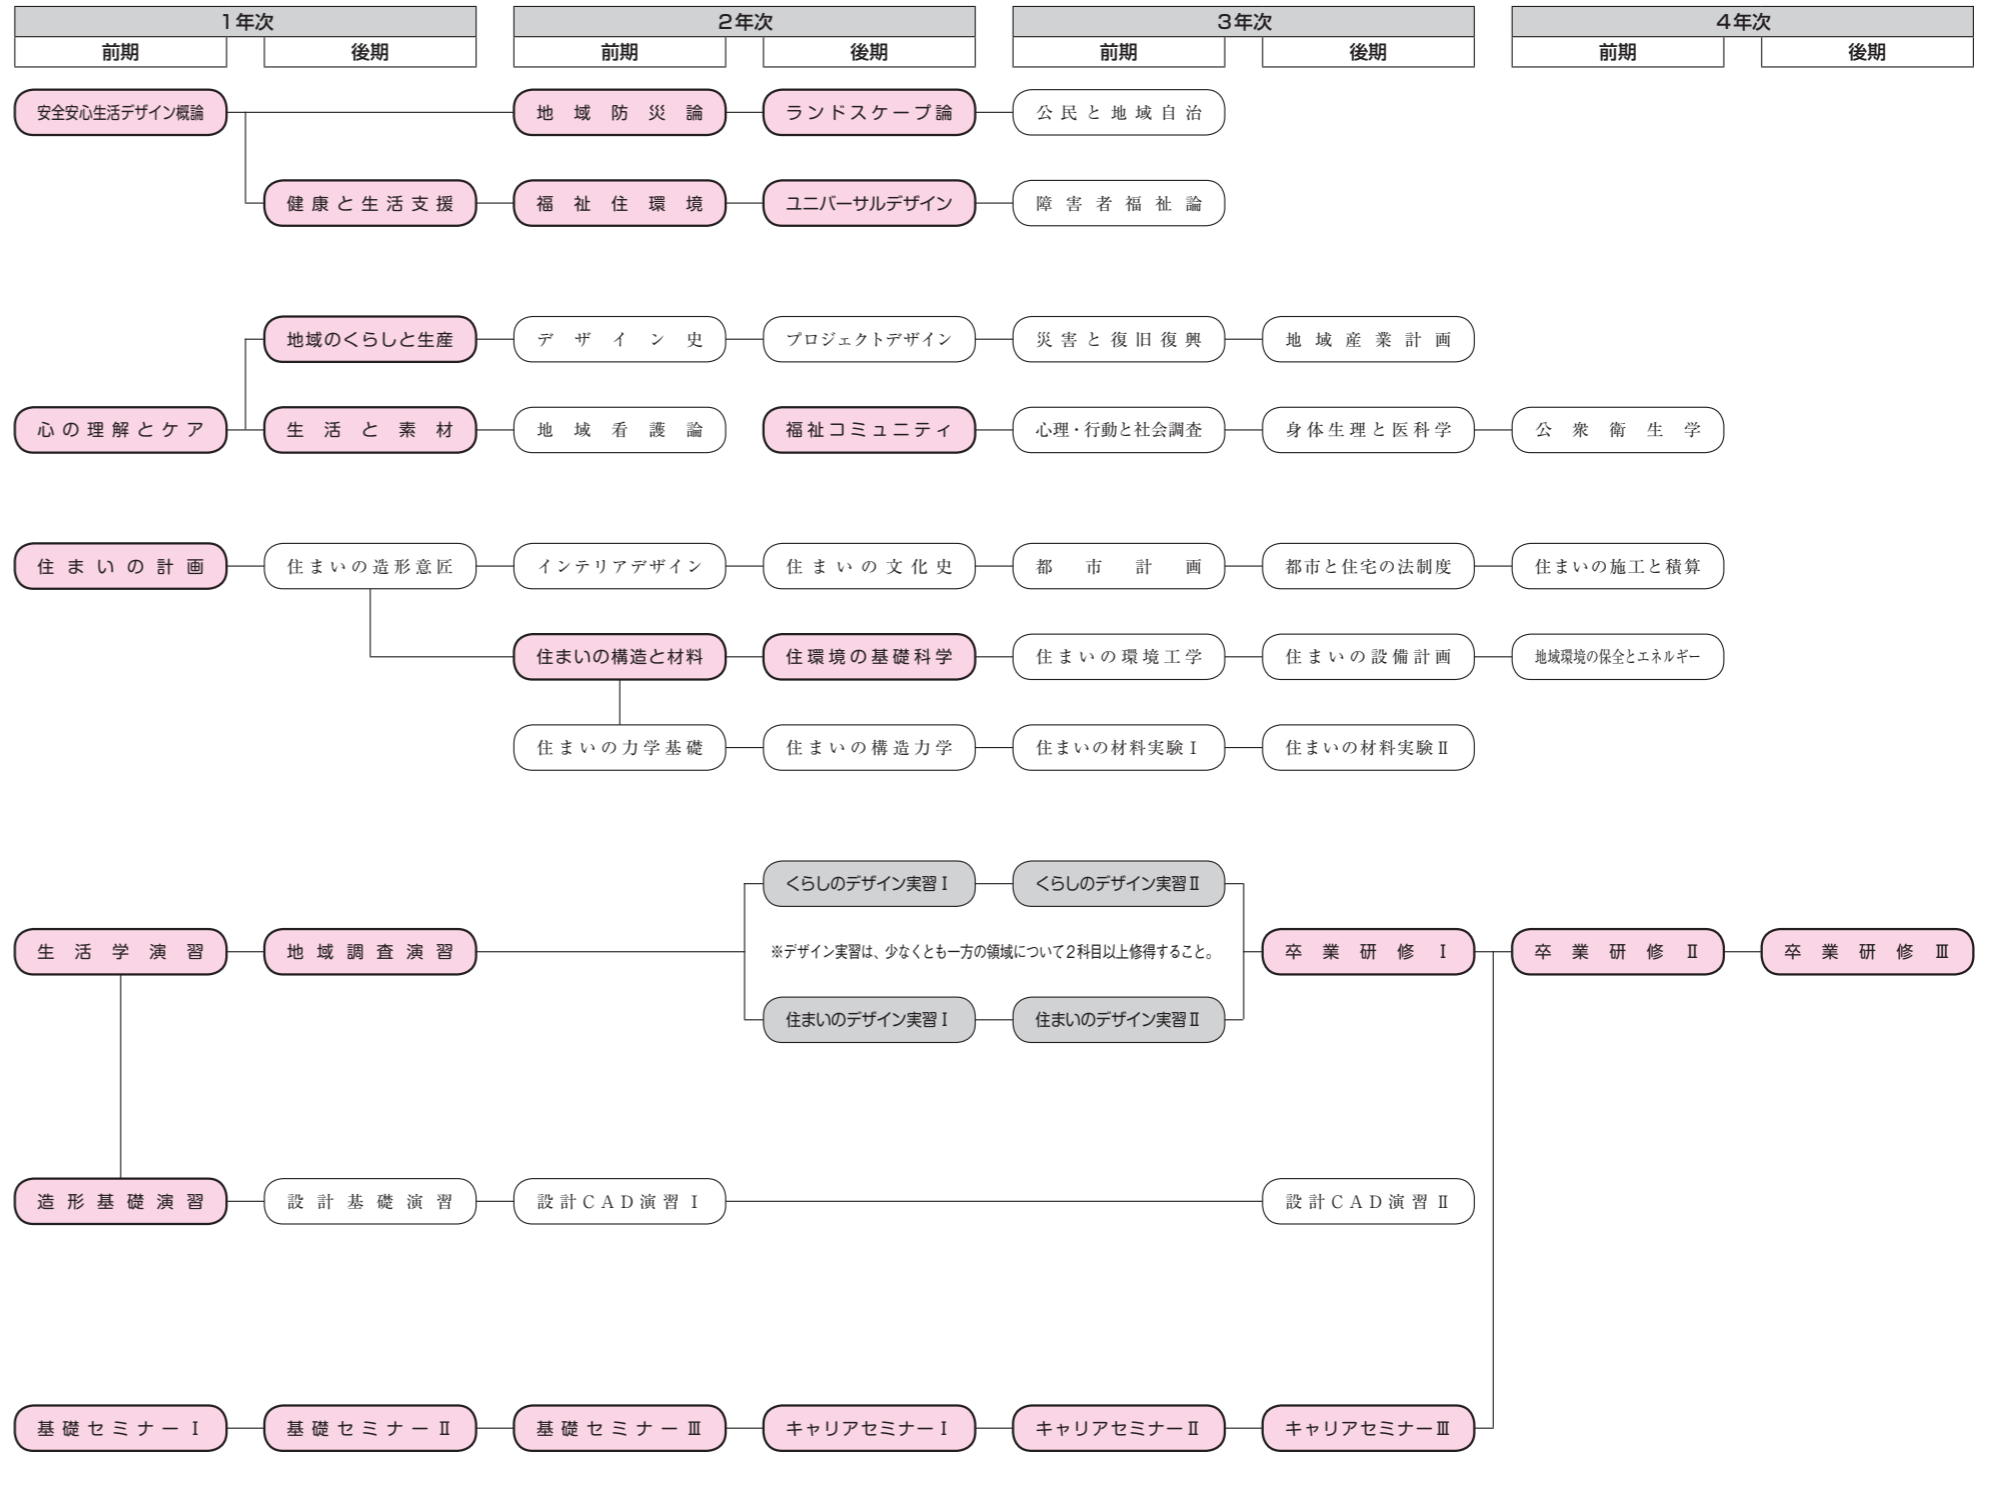 1年次 2年次 3年次 4年次
前期 後期 前期 後期 前期 後期 前期 後期
安全安心生活デザイン概論 地域防災論 ランドスケープ論 公民と地域自治
健康と生活支援 福祉住環境 ユニバーサルデザイン 障害者福祉論
地域のくらしと生産 デザイン史 プロジェクトデザイン 災害と復旧復興 地域産業計画
心の理解とケア 生活と素材 地域看護論 福祉コミュニティ 心理・行動と社会調査 身体生理と医科学 公衆衛生学
住まいの計画 住まいの造形意匠 インテリアデザイン 住まいの文化史 都市計画 都市と住宅の法制度 住まいの施工と積算
住まいの構造と材料 住環境の基礎科学 住まいの環境工学 住まいの設備計画 地域環境の保全とエネルギー
住まいの力学基礎 住まいの構造力学 住まいの材料実験Ⅰ 住まいの材料実験Ⅱ
くらしのデザイン実習Ⅰ くらしのデザイン実習Ⅱ
生活学演習 地域調査演習 ※デザイン実習は、少なくとも一方の領域について2科目以上修得すること。 卒業研修Ⅰ 卒業研修Ⅱ 卒業研修Ⅲ
住まいのデザイン実習Ⅰ 住まいのデザイン実習Ⅱ
造形基礎演習 設計基礎演習 設計CAD演習Ⅰ 設計CAD演習Ⅱ
基礎セミナーⅠ 基礎セミナーⅡ 基礎セミナーⅢ キャリアセミナーⅠ キャリアセミナーⅡ キャリアセミナーⅢ